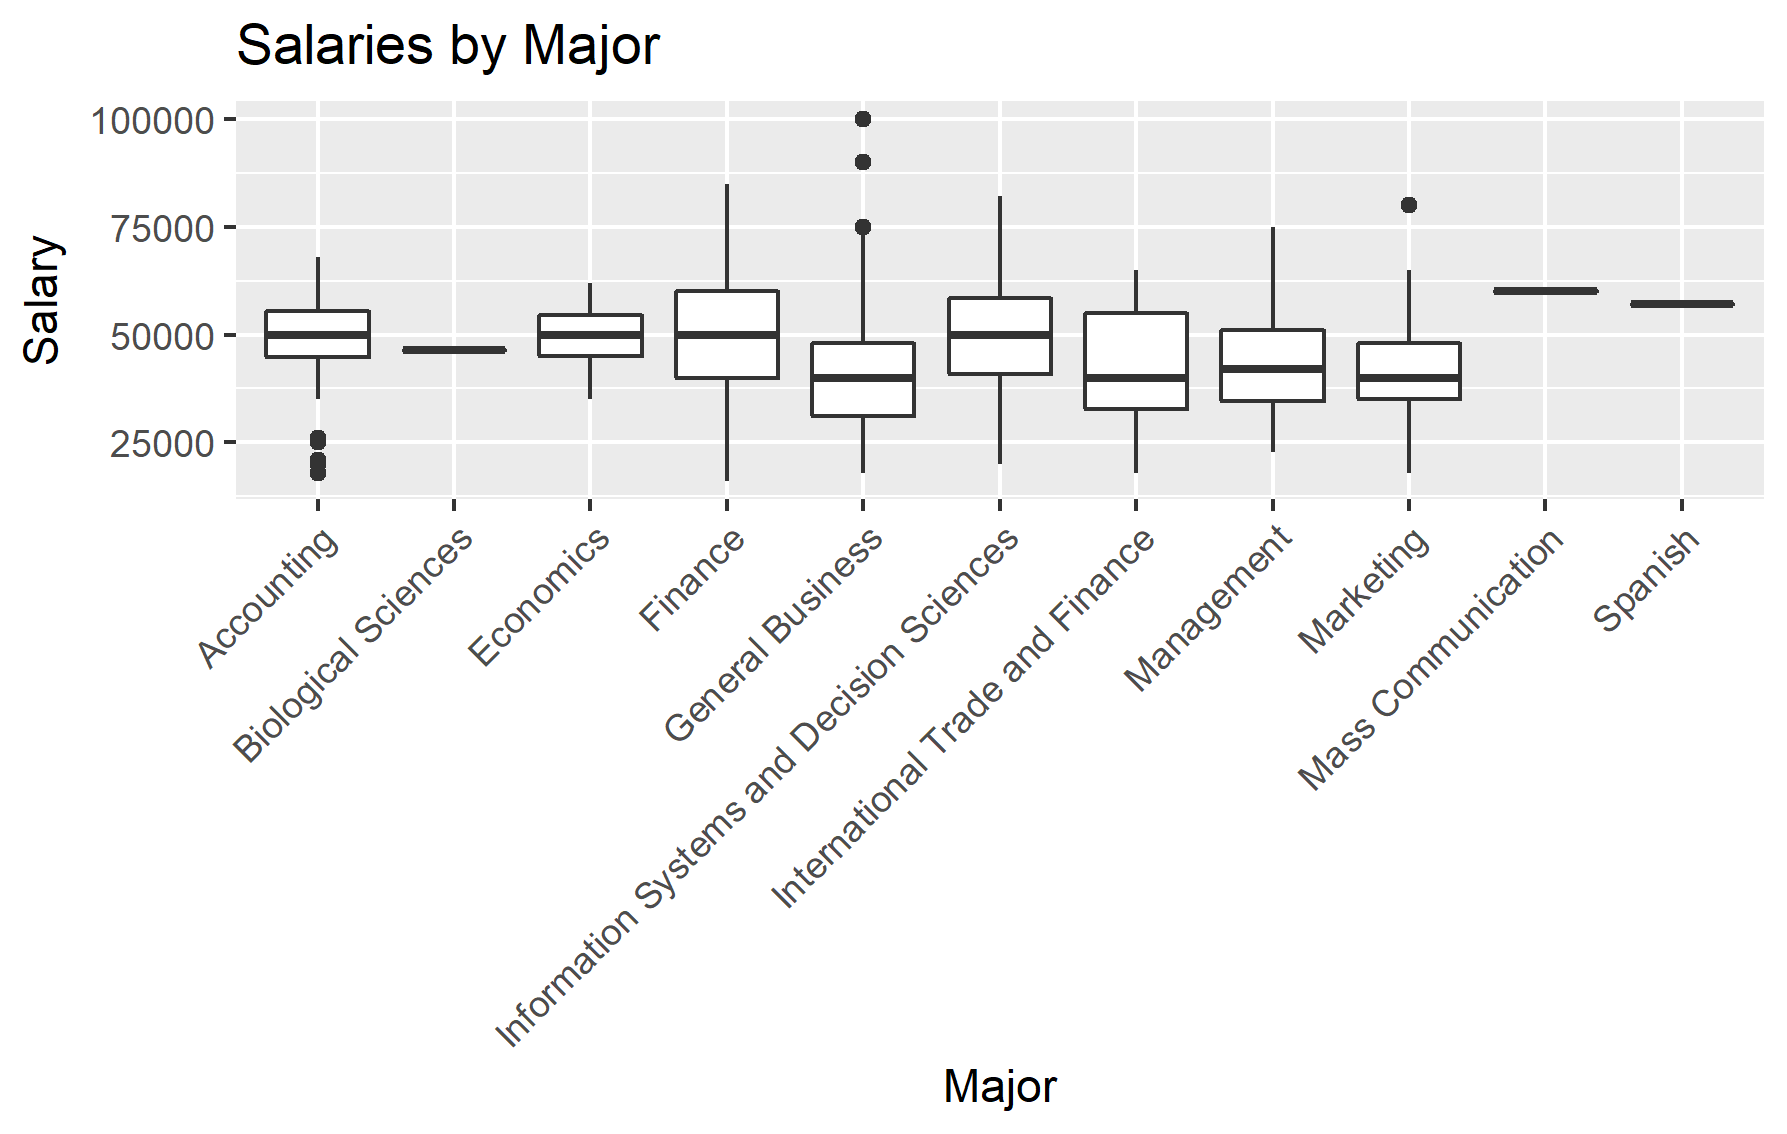 Salaries by Major
Salary
100000
75000
50000
25000
Accounting
Biological Sciences
Economics
Finance
General Business
Information Systems and Decision Sciences
International Trade and Finance
Management
Marketing
Mass Communication
Spanish
Major